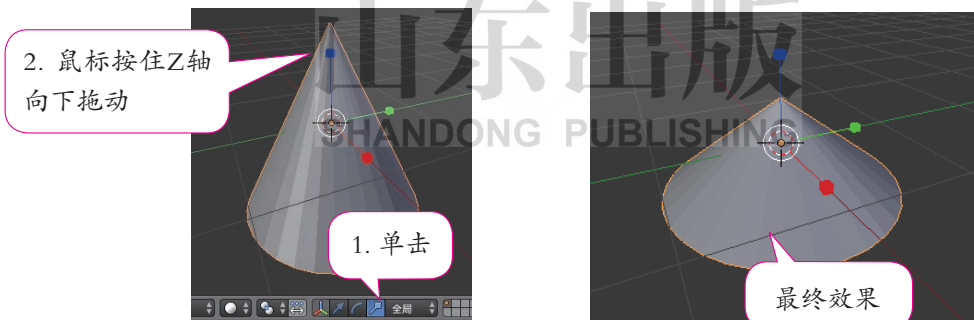 2. 鼠标按住Z轴
向下拖动
山东出版
SHANDONG PUBLISHING
1. 单击
全局
最终效果